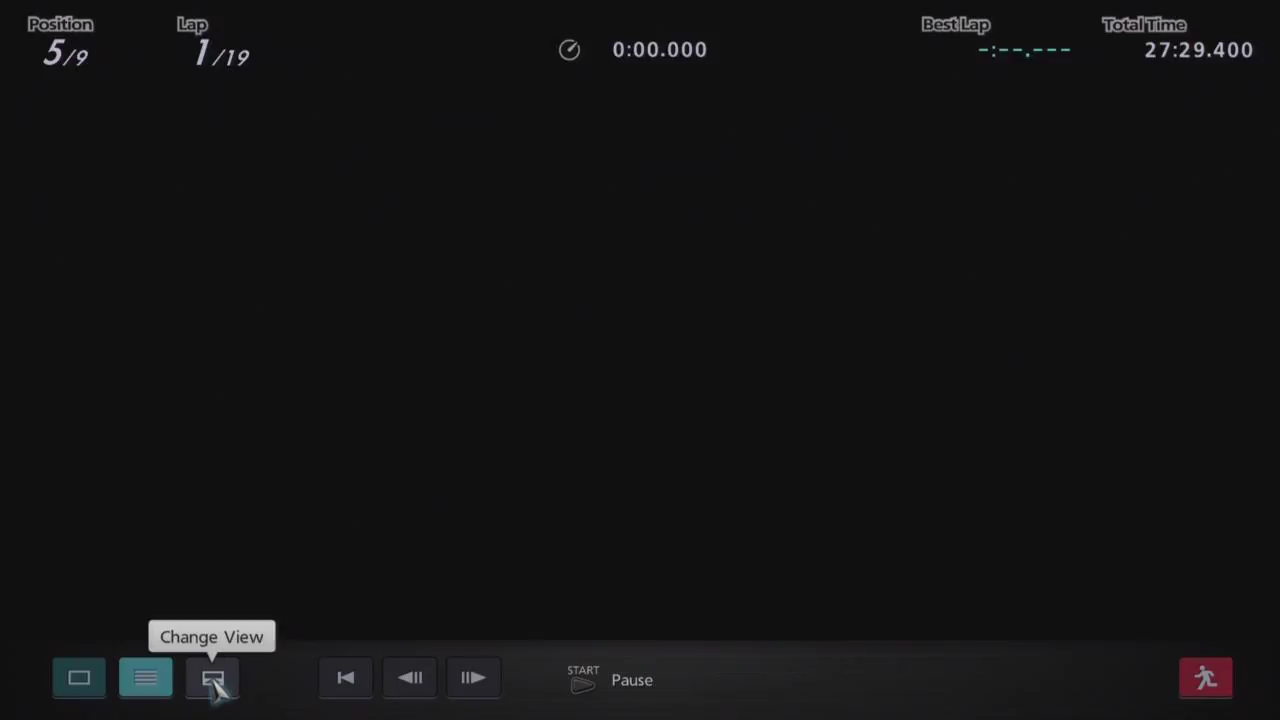 Position
5/9
Lap
1/19
0:00.000
Best Lap
-:--.---
Total Time
27:29.400
Change View
START
Pause